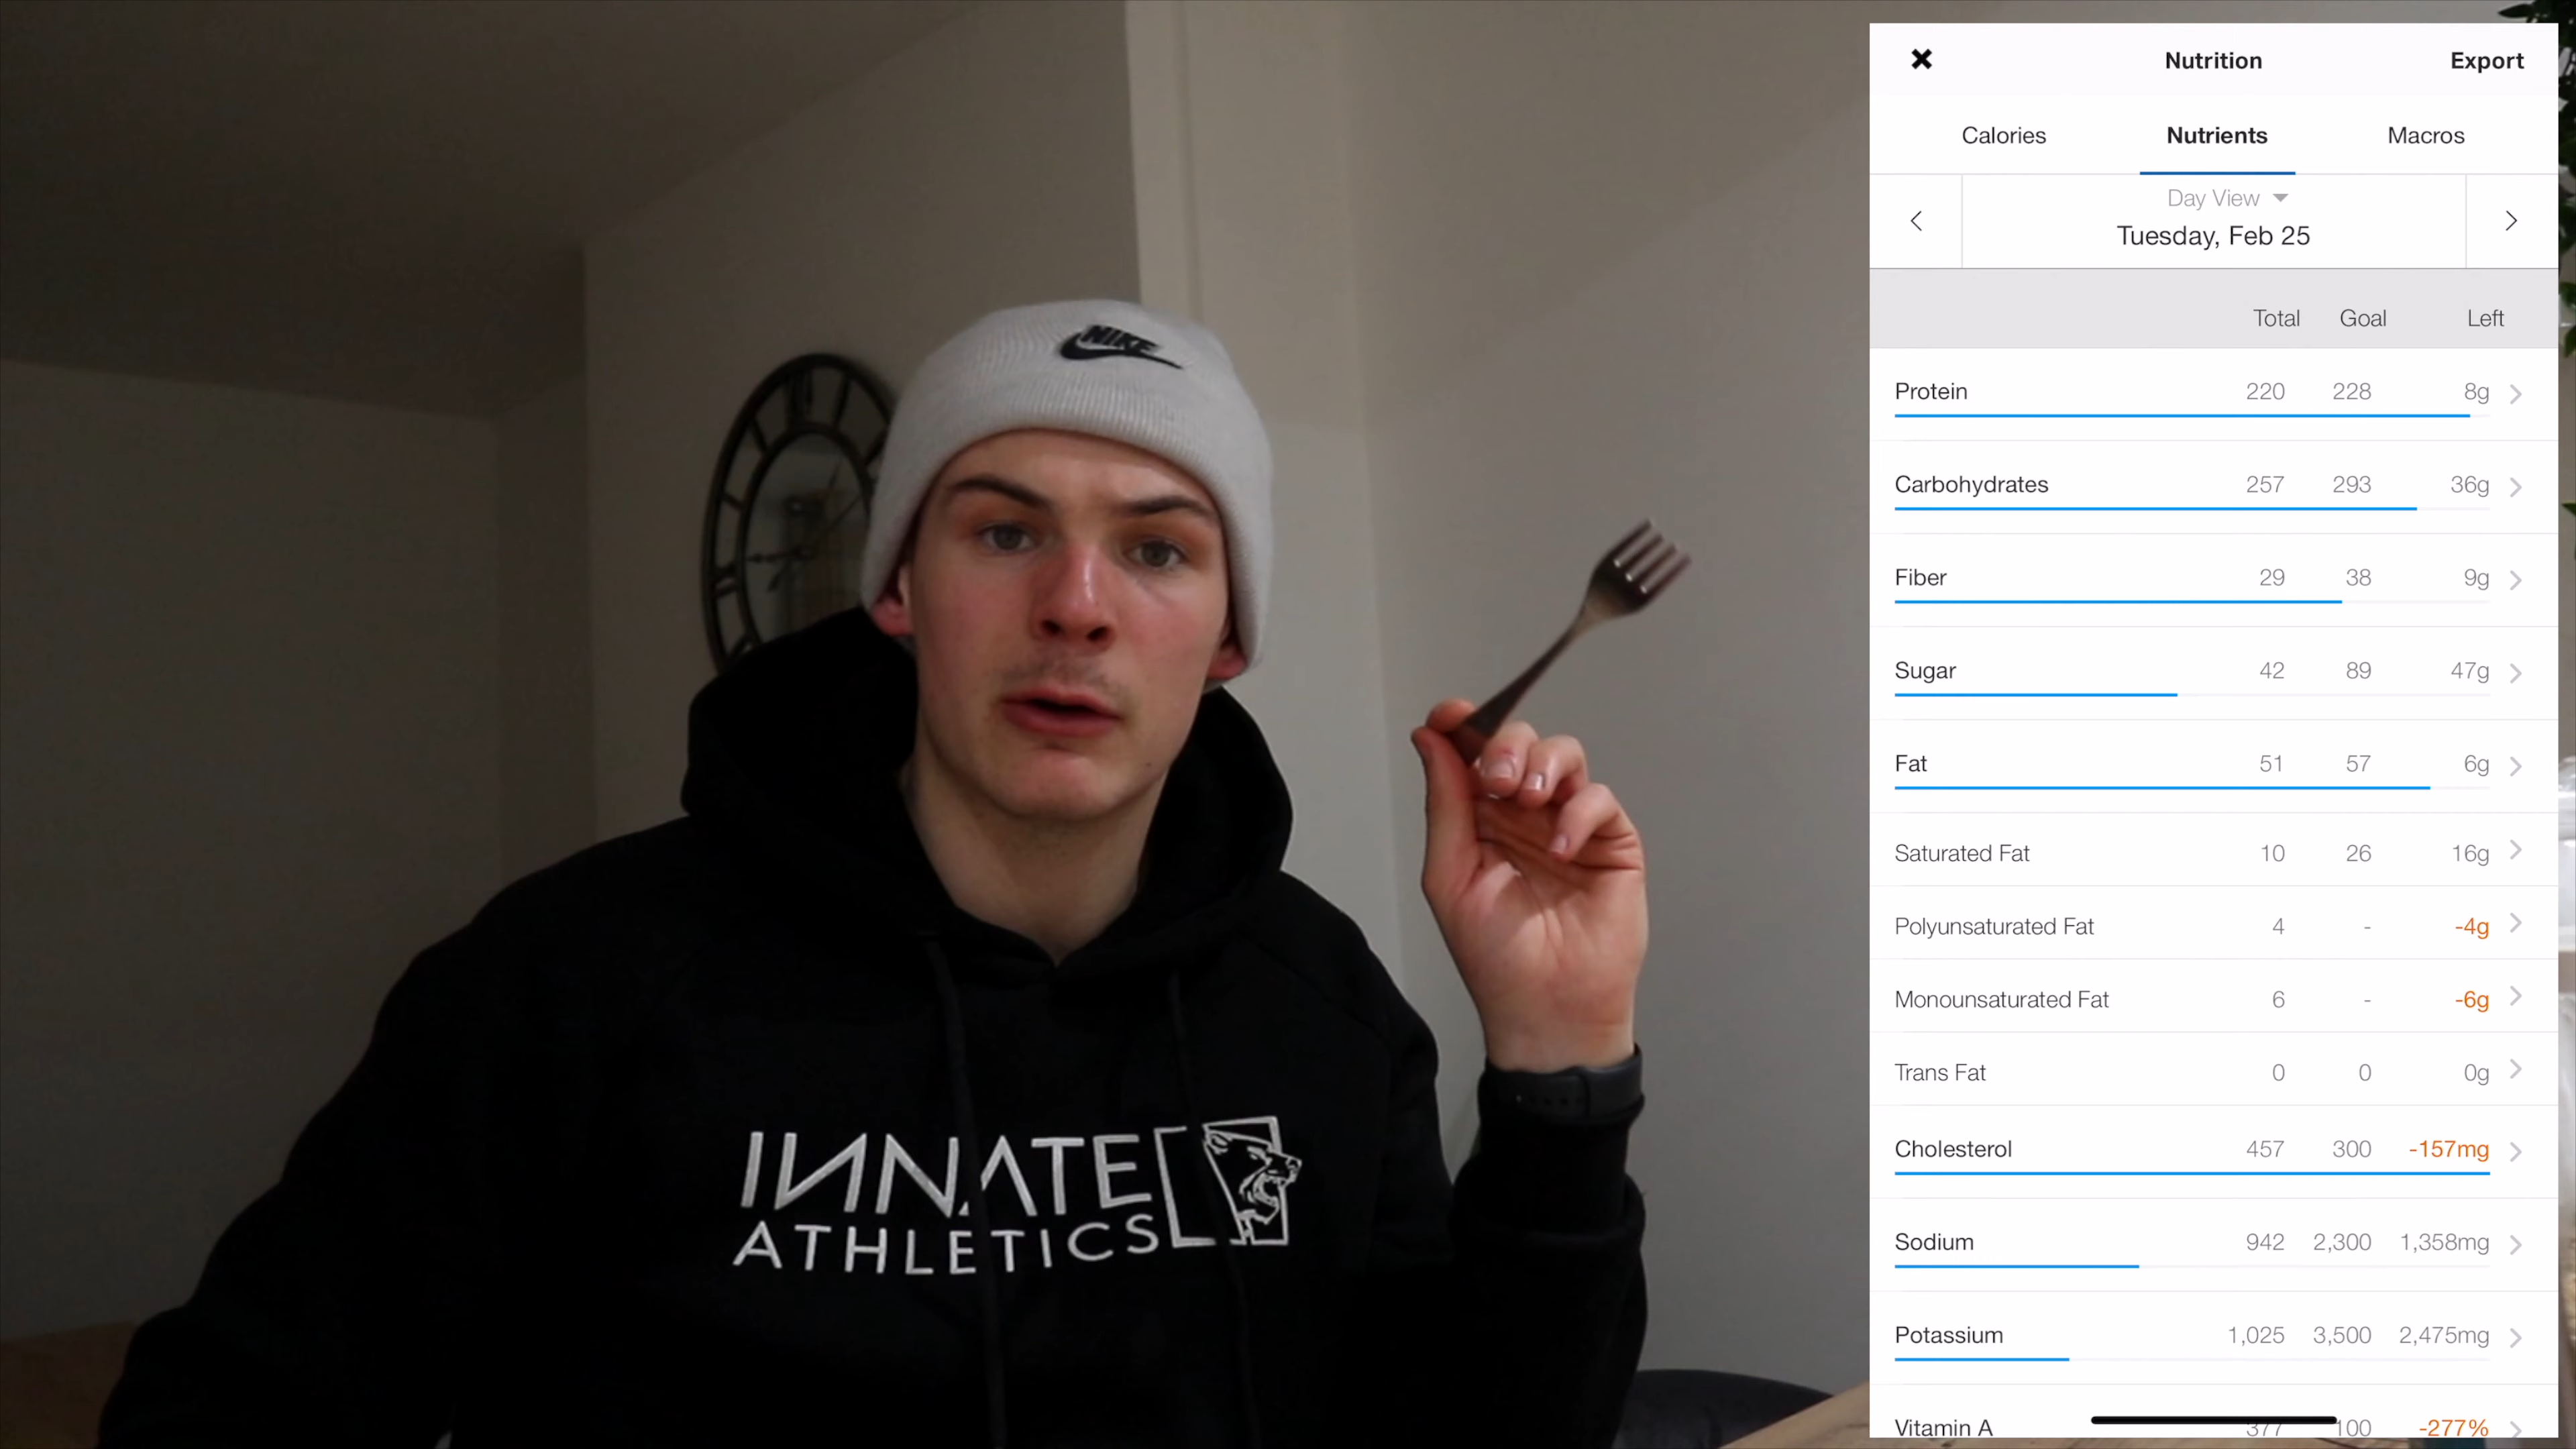 NIKE
INNATE
ATHLETICS
Nutrition Export
Calories Nutrients Macros
Day View
Tuesday, Feb 25
Total Goal Left
Protein 220 228 8g
Carbohydrates 257 293 36g
Fiber 29 38 9g
Sugar 42 89 47g
Fat 51 57 6g
Saturated Fat 10 26 16g
Polyunsaturated Fat 4 - -4g
Monounsaturated Fat 6 - -6g
Trans Fat 0 0 0g
Cholesterol 457 300 -157mg
Sodium 942 2,300 1,358mg
Potassium 1,025 3,500 2,475mg
Vitamin A 377 100 -277%